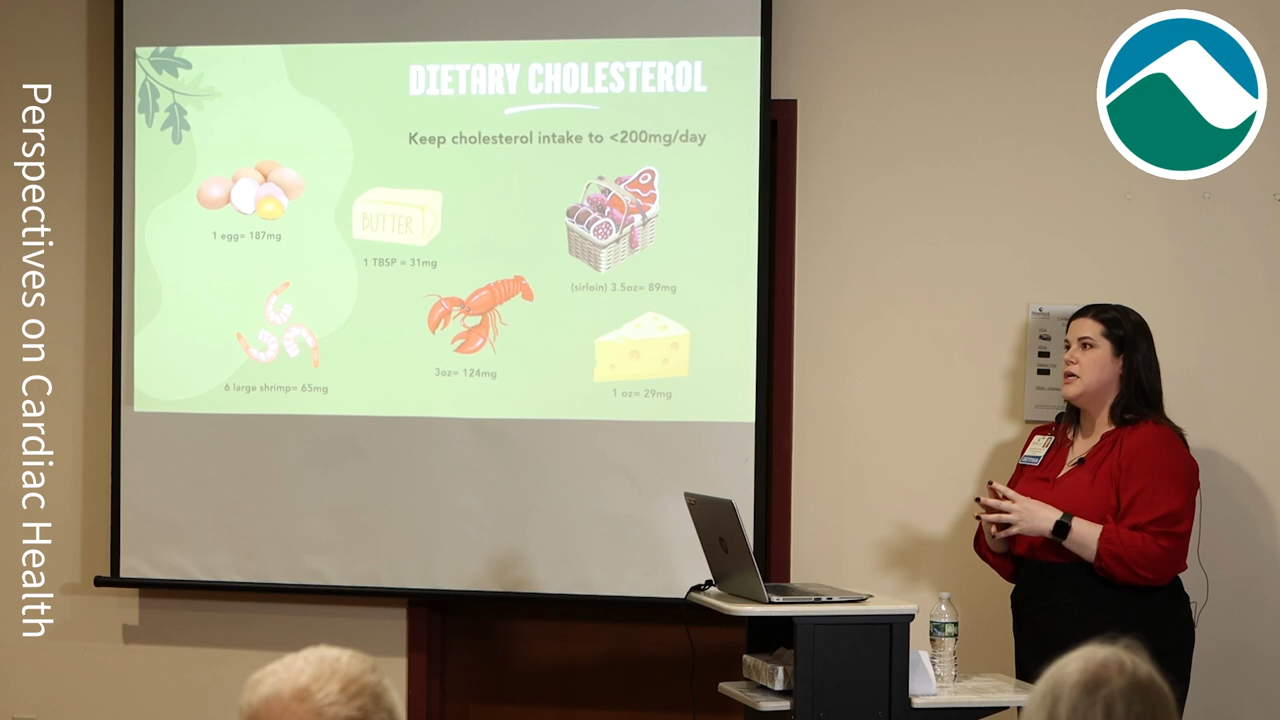 Perspectives on Cardiac Health
DIETARY CHOLESTEROL
Keep cholesterol intake to <200mg/day
1 egg= 187mg
BUTTER
1 TBSP = 31mg
(sirloin) 3.5oz= 89mg
6 large shrimp= 65mg
3oz= 124mg
1 oz= 29mg